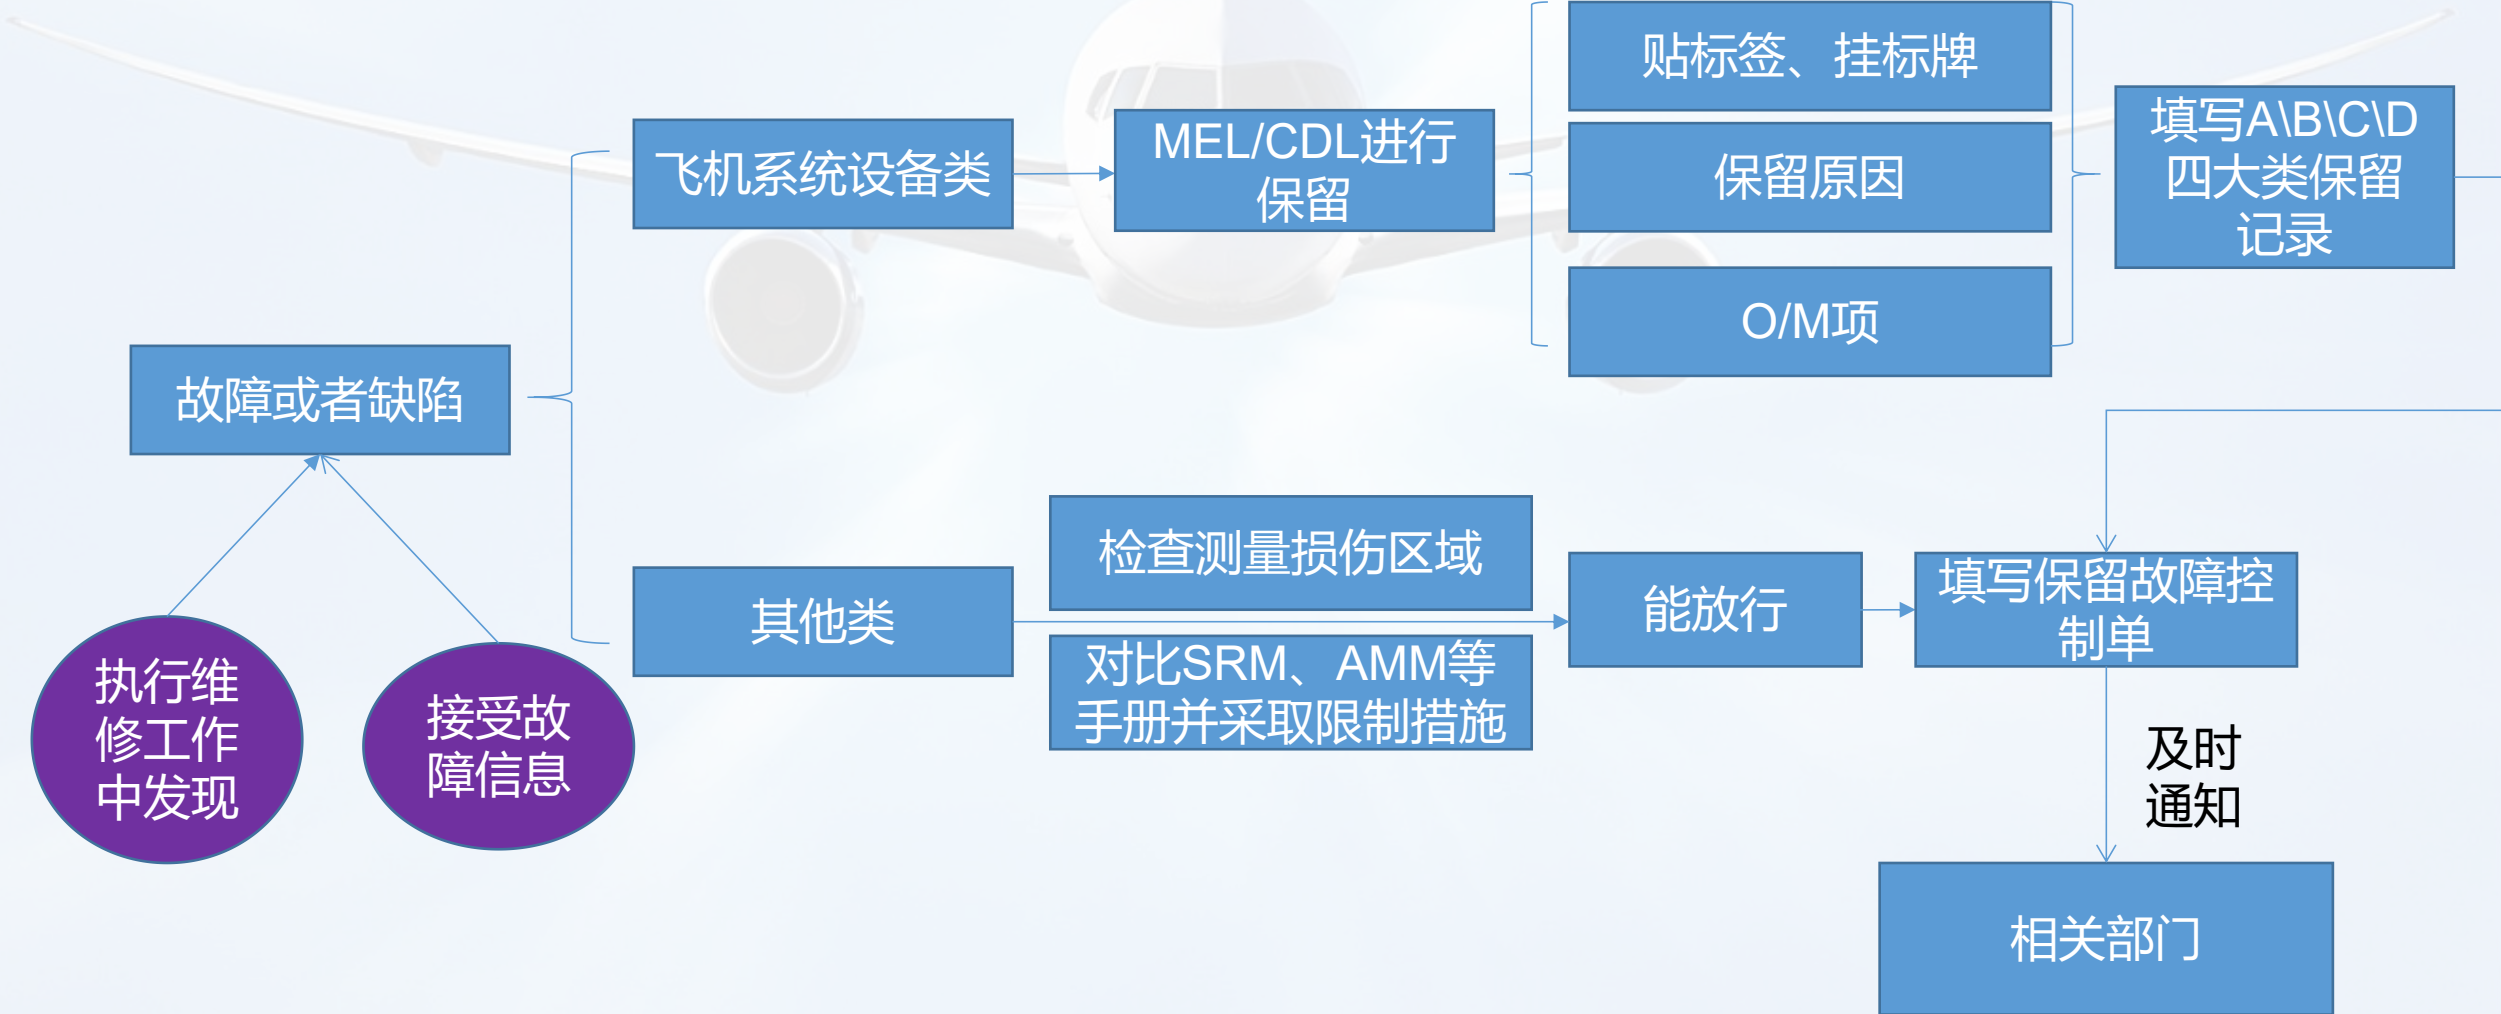 贴标签、挂标牌
飞机系统设备类
MEL/CDL进行
保留
保留原因
填写A\B\C\D
四大类保留
记录
O/M项
故障或者缺陷
执行维
修工作
中发现
接受故
障信息
其他类
检查测量损伤区域
对比SRM、AMM等
手册并采取限制措施
能放行
填写保留故障控
制单
及时
通知
相关部门